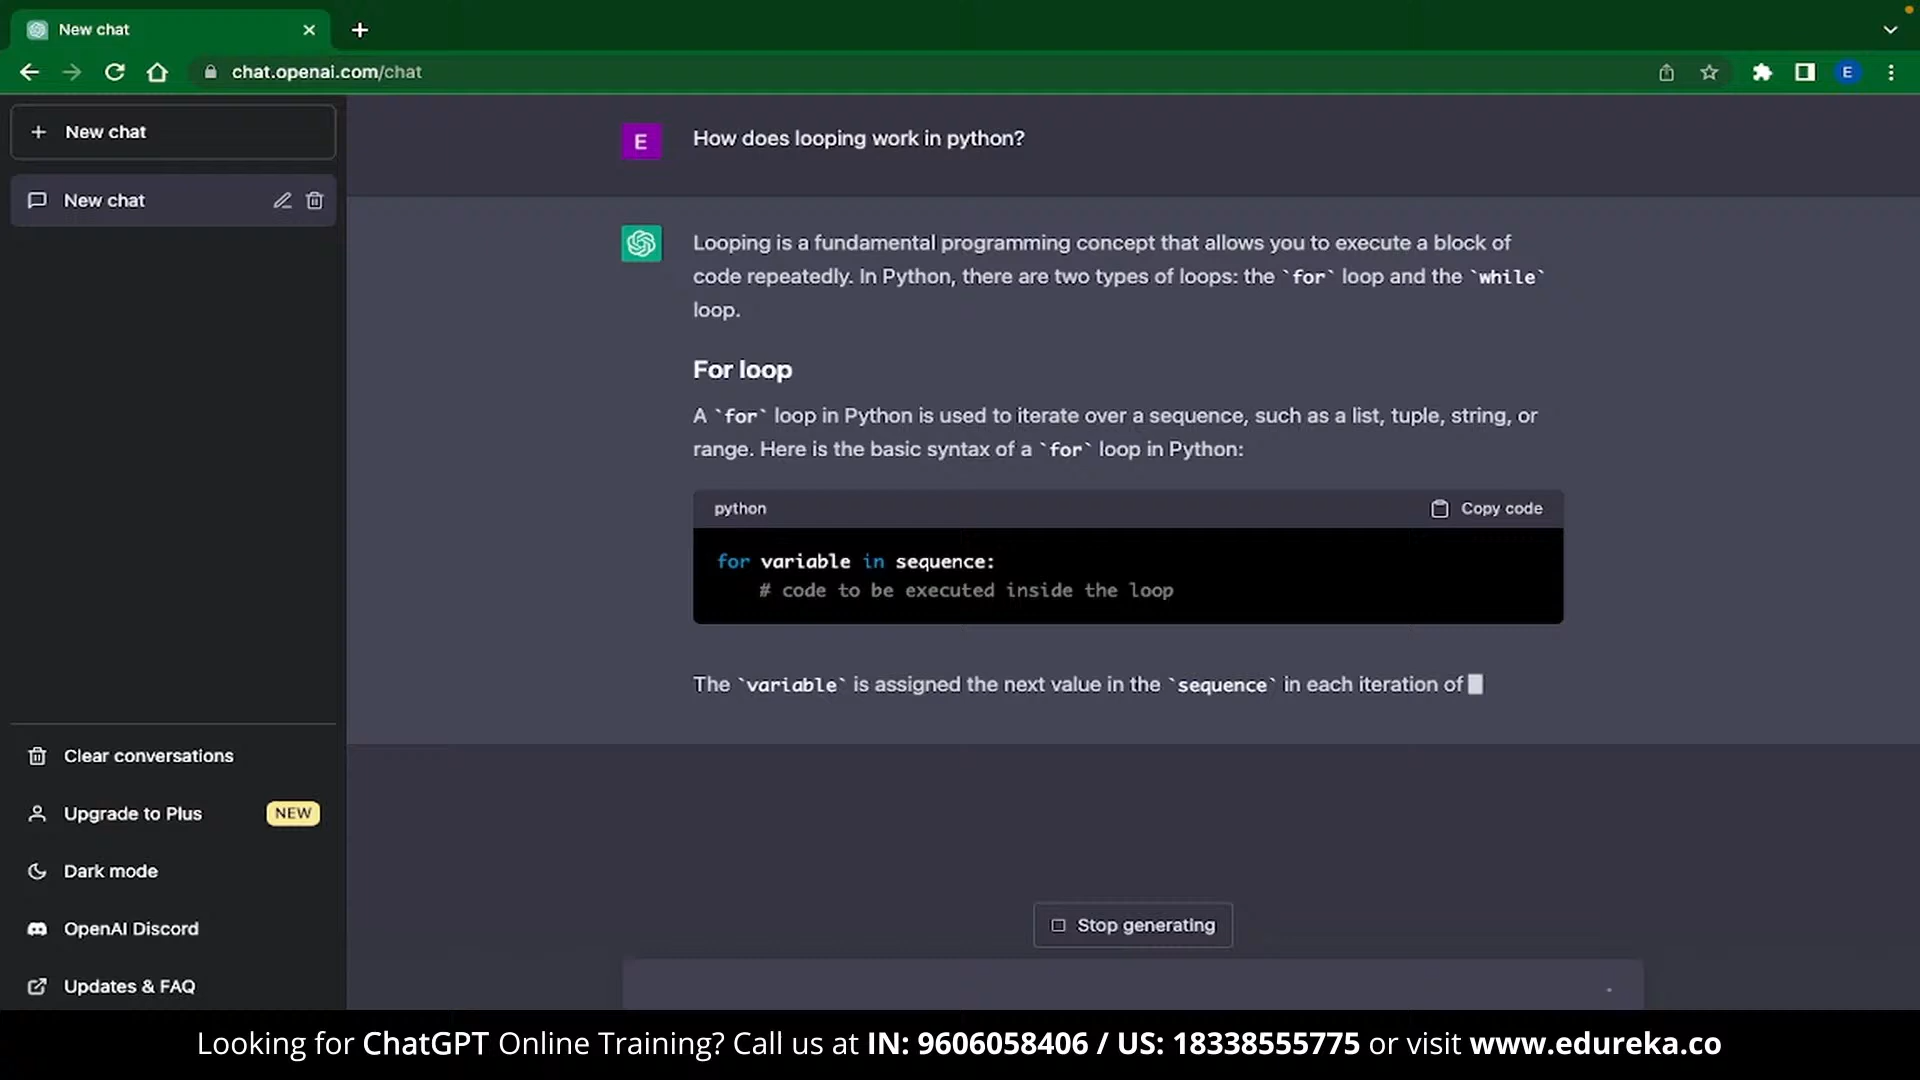 New chat
chat.openai.com/chat
E
New chat
New chat
Clear conversations
Upgrade to Plus NEW
Dark mode
OpenAI Discord
Updates & FAQ
E
How does looping work in python?
Looping is a fundamental programming concept that allows you to execute a block of
code repeatedly. In Python, there are two types of loops: the `for` loop and the `while`
loop.
For loop
A `for` loop in Python is used to iterate over a sequence, such as a list, tuple, string, or
range. Here is the basic syntax of a `for` loop in Python:
python Copy code
for variable in sequence:
# code to be executed inside the loop
The `variable` is assigned the next value in the `sequence` in each iteration of
Stop generating
Looking for ChatGPT Online Training? Call us at IN: 9606058406 / US: 18338555775 or visit www.edureka.co